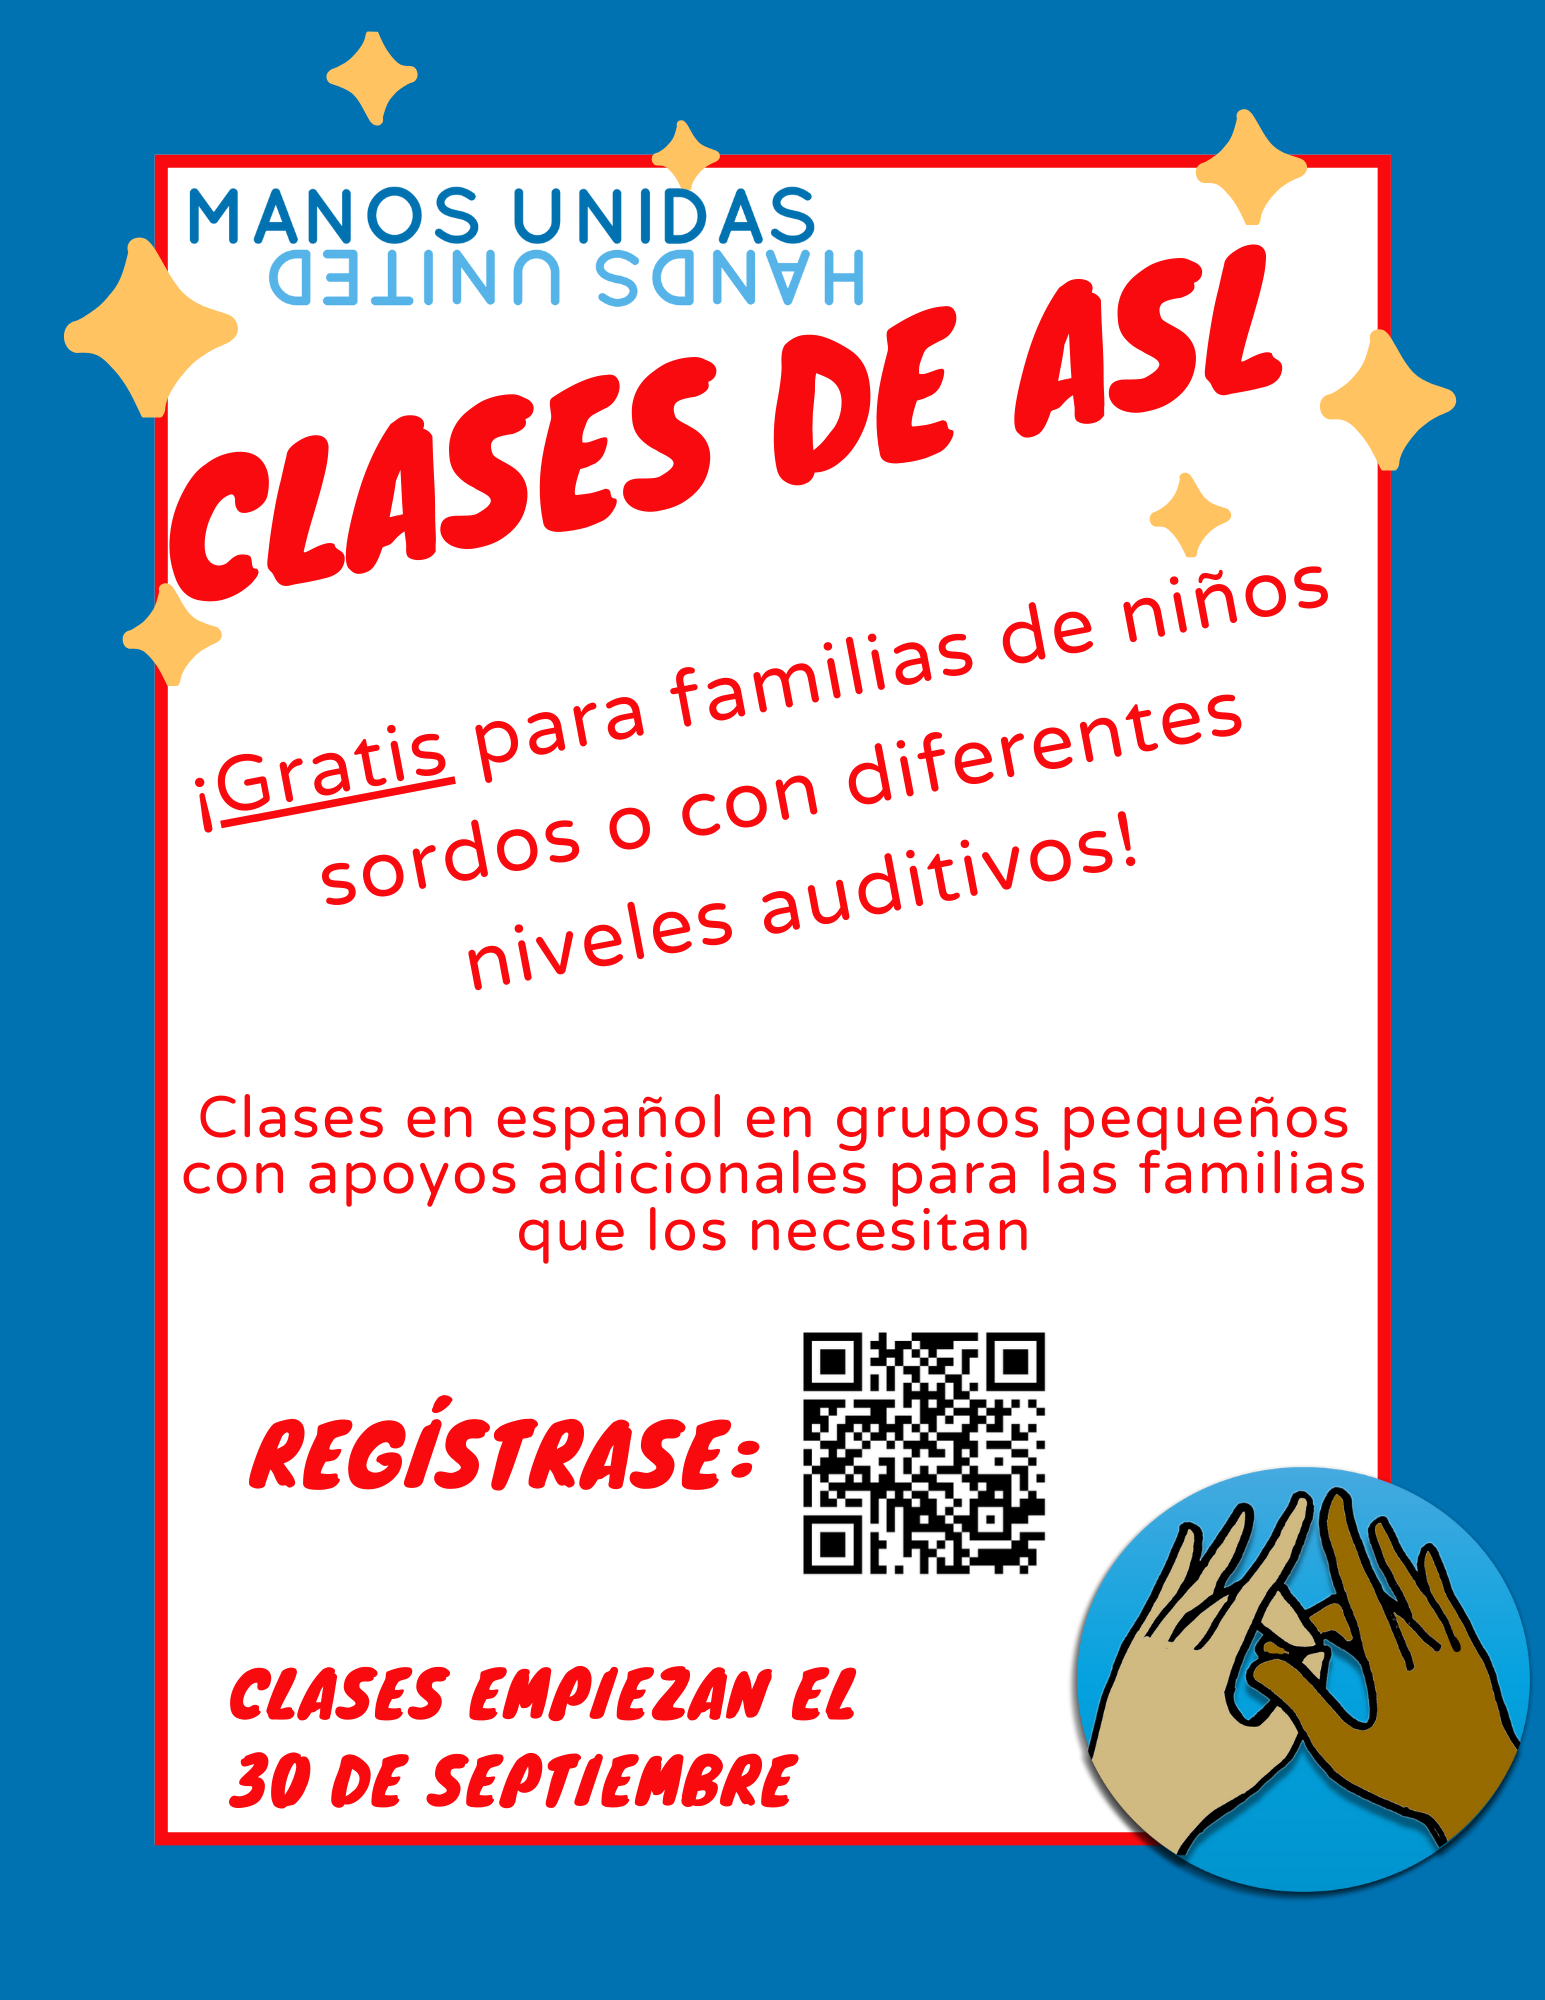 MANOS UNIDAS
HANDS UNITED
CLASES DE ASL
¡Gratis para familias de niños
sordos o con diferentes
niveles auditivos!
Clases en español en grupos pequeños
con apoyos adicionales para las familias
que los necesitan
REGÍSTRASE:
CLASES EMPIEZAN EL
30 DE SEPTIEMBRE